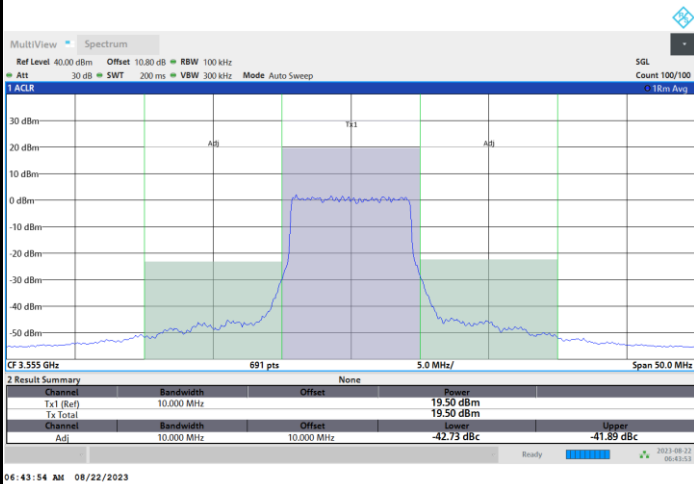 MultiView Spectrum
Ref Level 40.00 dBm Offset 10.80 dB RBW 100 kHz SGL
Att 30 dB SWT 200 ms VBW 300 kHz Mode Auto Sweep Count 100/100
1 ACLR 1Rm Avg
30 dBm
Tx1
20 dBm Adj Adj
10 dBm
0 dBm
-10 dBm
-20 dBm
-30 dBm
-40 dBm
-50 dBm
CF 3.555 GHz 691 pts 5.0 MHz/ Span 50.0 MHz
2 Result Summary None
Channel Bandwidth Offset Power
Tx1 (Ref) 10.000 MHz 19.50 dBm
Tx Total 19.50 dBm
Channel Bandwidth Offset Lower Upper
Adj 10.000 MHz 10.000 MHz -42.73 dBc -41.89 dBc
Ready 2023-08-22
06:43:53
06:43:54 AM 08/22/2023